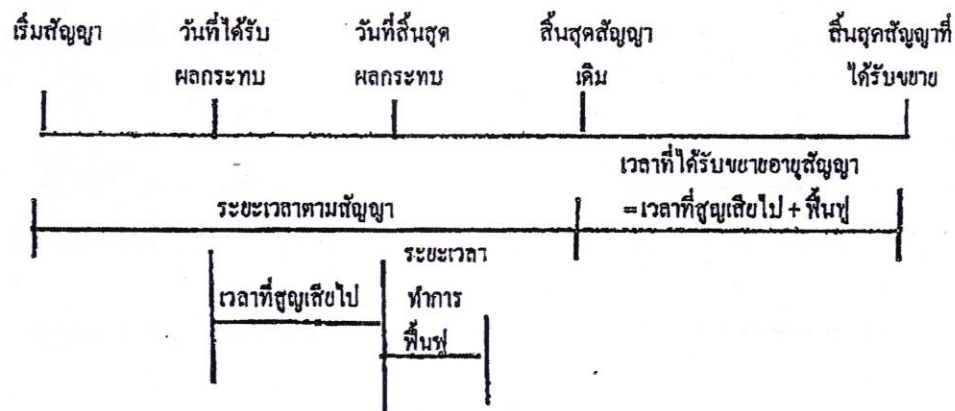 เริ่มสัญญา วันที่ได้รับ วันที่สิ้นสุด สิ้นสุดสัญญา สิ้นสุดสัญญาที่
ผลกระทบ ผลกระทบ เดิม ได้รับขยาย
เวลาที่ได้รับขยายอายุสัญญา
ระยะเวลาตามสัญญา =เวลาที่สูญเสียไป + ฟื้นฟู
ระยะเวลา
เวลาที่สูญเสียไป ทำการ
ฟื้นฟู